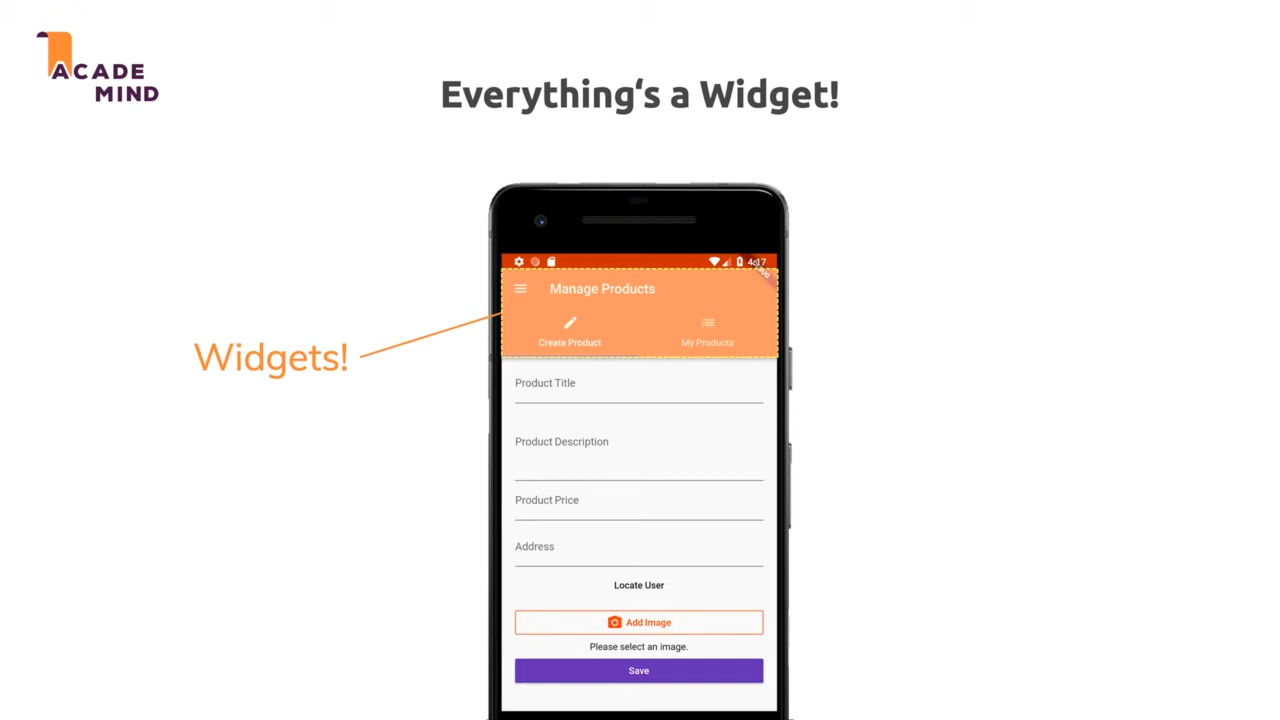 ACADE
MIND
Everything‘s a Widget!
4:17
Manage Products
Create Product
My Products
Widgets!
Product Title
Product Description
Product Price
Address
Locate User
Add Image
Please select an image.
Save